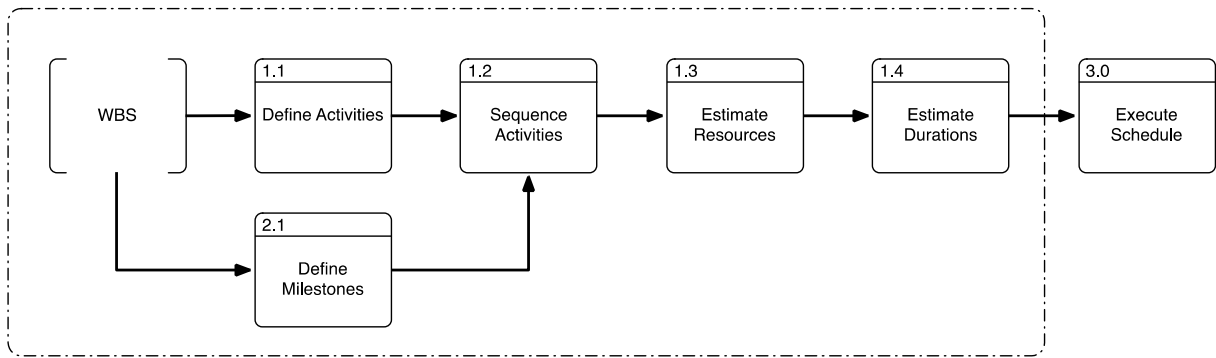 WBS
1.1
Define Activities
1.2
Sequence
Activities
1.3
Estimate
Resources
1.4
Estimate
Durations
3.0
Execute
Schedule
2.1
Define
Milestones